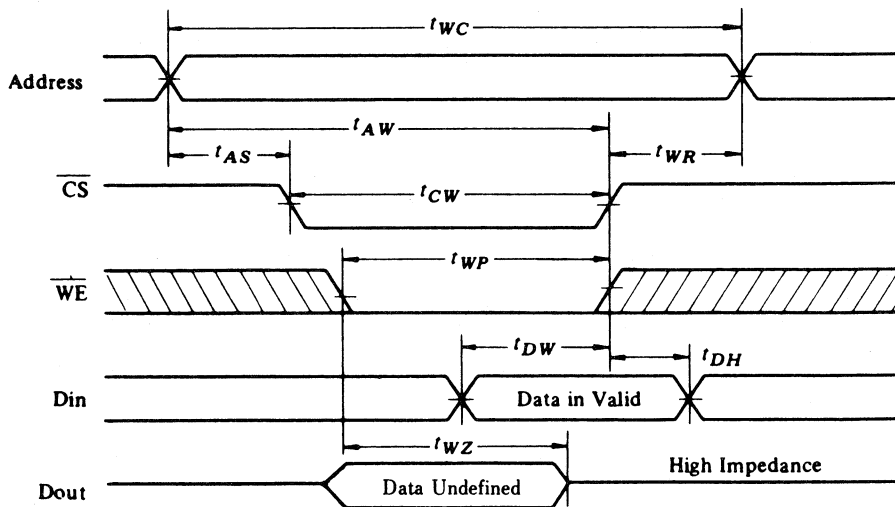 tWC
Address
tAW
tAS
tWR
CS
tCW
tWP
WE
tDW
tDH
Din
Data in Valid
tWZ
High Impedance
Dout
Data Undefined